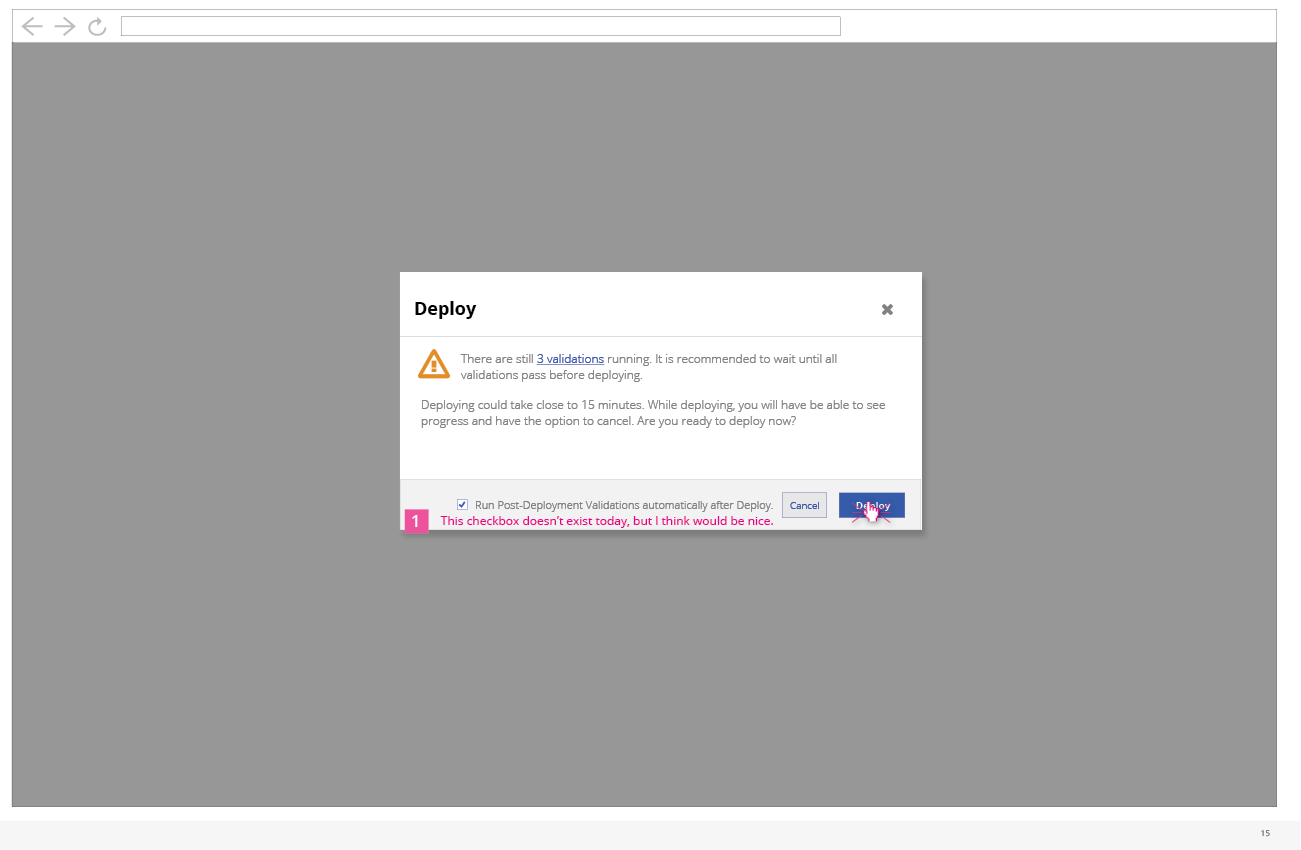 Deploy
There are still 3 validations running. It is recommended to wait until all
validations pass before deploying.
Deploying could take close to 15 minutes. While deploying, you will have be able to see
progress and have the option to cancel. Are you ready to deploy now?
Run Post-Deployment Validations automatically after Deploy.
Cancel
Deploy
1
This checkbox doesn't exist today, but I think would be nice.
15